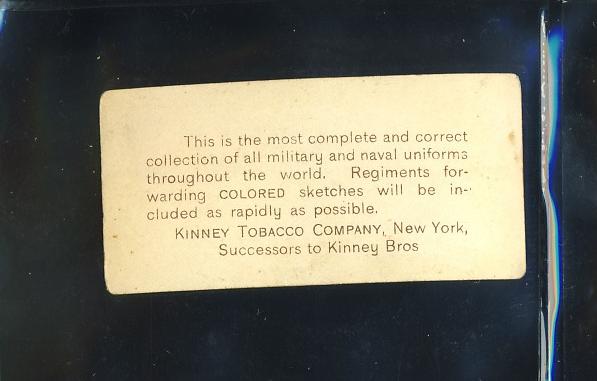 This is the most complete and correct
collection of all military and naval uniforms
throughout the world. Regiments for-
warding COLORED sketches will be in-
cluded as rapidly as possible.
KINNEY TOBACCO COMPANY, New York,
Successors to Kinney Bros